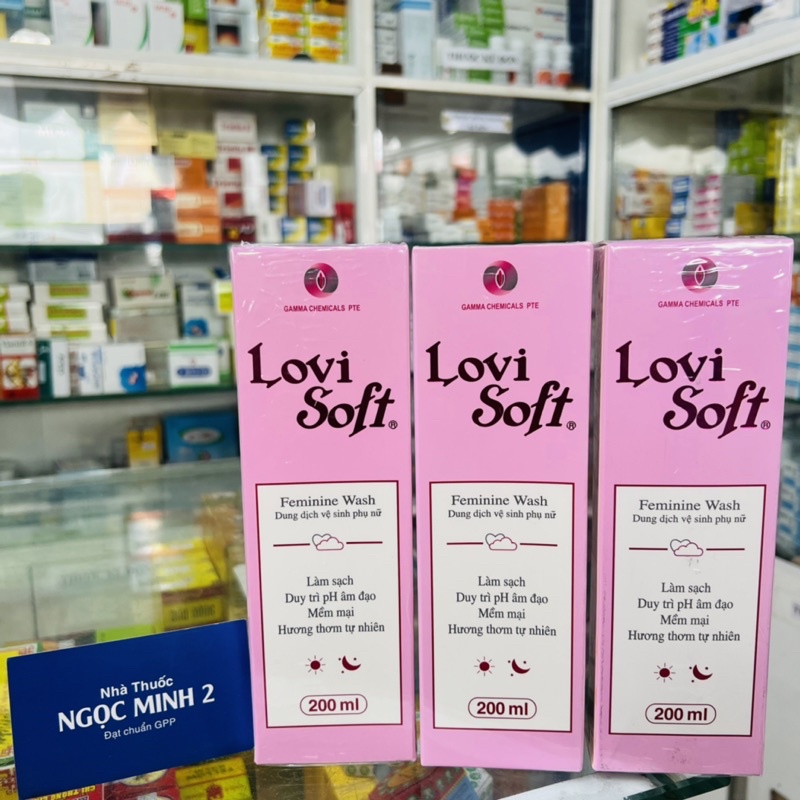 GAMMA CHEMICALS PTE
Lovi
Soft®
Feminine Wash
Dung dịch vệ sinh phụ nữ
Làm sạch
Duy trì pH âm đạo
Mềm mại
Hương thơm tự nhiên
200 ml
GAMMA CHEMICALS PTE
Lovi
Soft®
Feminine Wash
Dung dịch vệ sinh phụ nữ
Làm sạch
Duy trì pH âm đạo
Mềm mại
Hương thơm tự nhiên
200 ml
GAMMA CHEMICALS PTE
Lovi
Soft®
Feminine Wash
Dung dịch vệ sinh phụ nữ
Làm sạch
Duy trì pH âm đạo
Mềm mại
Hương thơm tự nhiên
200 ml
Nhà Thuốc
NGỌC MINH 2
Đạt chuẩn GPP